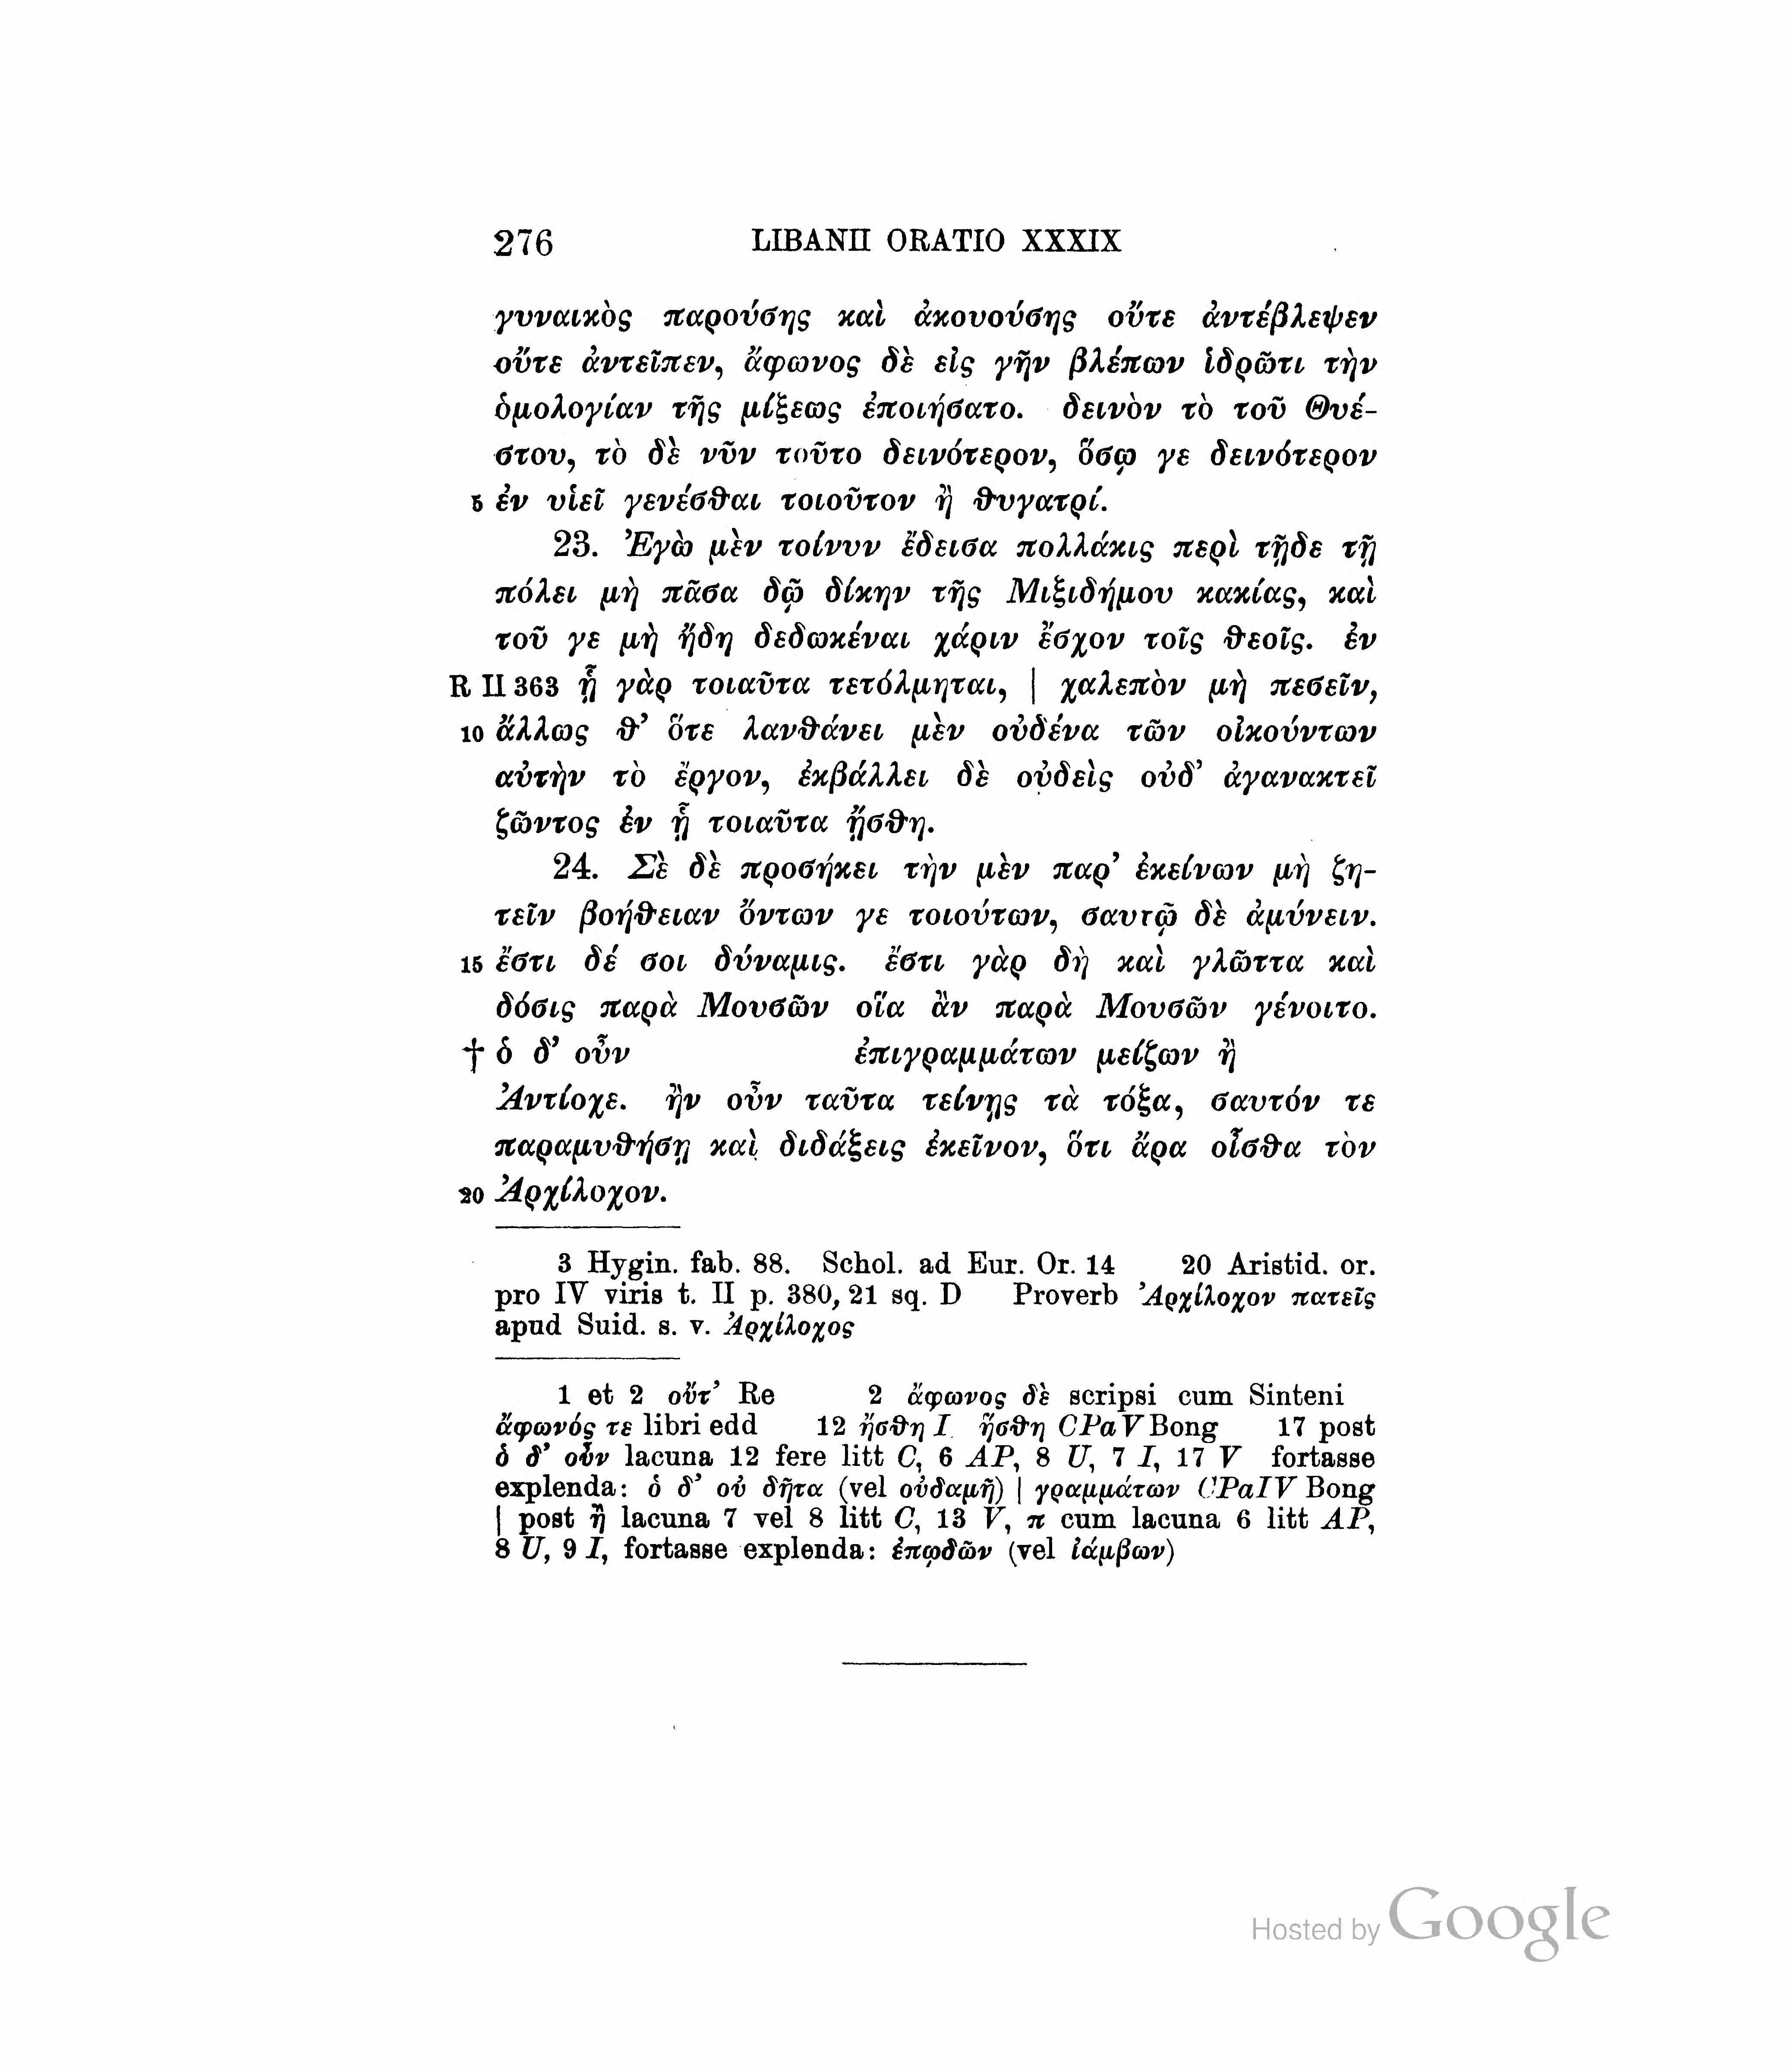 276 LIBANII ORATIO XXXIX
γυναικὸς παρούσης καὶ ἀκουούσης οὔτε ἀντέβλεψεν
οὔτε ἀντεῖπεν, ἄφωνος δὲ εἰς γῆν βλέπων ἱδρῶτι τὴν
ὁμολογίαν τῆς μίξεως ἐποιήσατο. δεινὸν τὸ τοῦ Θυέ-
στου, τὸ δὲ νῦν τοῦτο δεινότερον, ὅσῳ γε δεινότερον
5 ἐν υἱεῖ γενέσθαι τοιοῦτον ἢ θυγατρί.
23. Ἐγὼ μὲν τοίνυν ἔδεισα πολλάκις περὶ τῇδε τῇ
πόλει μὴ πᾶσα δῷ δίκην τῆς Μιξιδήμου κακίας, καὶ
τοῦ γε μὴ ἤδη δεδωκέναι χάριν ἔσχον τοῖς θεοῖς. ἐν
R II 363 ᾗ γὰρ τοιαῦτα τετόλμηται, | χαλεπὸν μὴ πεσεῖν,
10 ἄλλως θ’ ὅτε λανθάνει μὲν οὐδένα τῶν οἰκούντων
αὐτὴν τὸ ἔργον, ἐκβάλλει δὲ οὐδεὶς οὐδ’ ἀγανακτεῖ
ζῶντος ἐν ᾗ τοιαῦτα ᾔσθη.
24. Σὲ δὲ προσήκει τὴν μὲν παρ’ ἐκείνων μὴ ζη-
τεῖν βοήθειαν ὄντων γε τοιούτων, σαυτῷ δὲ ἀμύνειν.
15 ἔστι δέ σοι δύναμις. ἔστι γὰρ δὴ καὶ γλῶττα καὶ
δόσις παρὰ Μουσῶν οἵα ἂν παρὰ Μουσῶν γένοιτο.
† ὁ δ’ οὖν ἐπιγραμμάτων μείζων ἢ
Ἀντίοχε. ἢν οὖν ταῦτα τείνῃς τὰ τόξα, σαυτόν τε
παραμυθήσῃ καὶ διδάξεις ἐκεῖνον, ὅτι ἄρα οἶσθα τὸν
20 Ἀρχίλοχον.
3 Hygin. fab. 88. Schol. ad Eur. Or. 14 20 Aristid. or.
pro IV viris t. II p. 380, 21 sq. D Proverb Ἀρχίλοχον πατεῖς
apud Suid. s. v. Ἀρχίλοχος
1 et 2 οὔτ’ Re 2 ἄφωνος δὲ scripsi cum Sinteni
ἄφωνός τε libri edd 12 ἤσθη I ᾕσθη CPaV Bong 17 post
ὁ δ’ οὖν lacuna 12 fere litt C, 6 AP, 8 U, 7 I, 17 V fortasse
explenda: ὁ δ’ οὐ δῆτα (vel οὐδαμῇ) | γραμμάτων CPaIV Bong
| post ἢ lacuna 7 vel 8 litt C, 13 V, π cum lacuna 6 litt AP,
8 U, 9 I, fortasse explenda: ἐπῳδῶν (vel ἰάμβων)
Hosted by Google